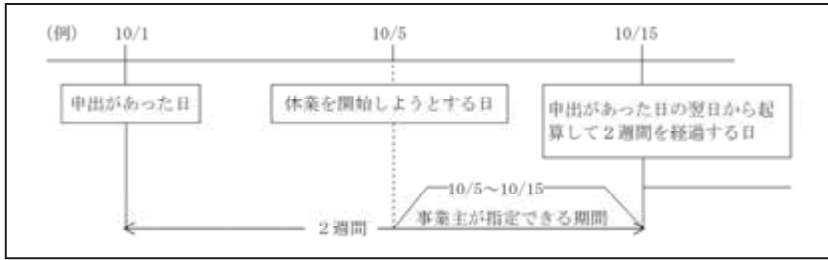 (例) 10/1 10/5 10/15
申出があった日
休業を開始しようとする日
申出があった日の翌日から起
算して2週間を経過する日
10/5～10/15
2週間
事業主が指定できる期間